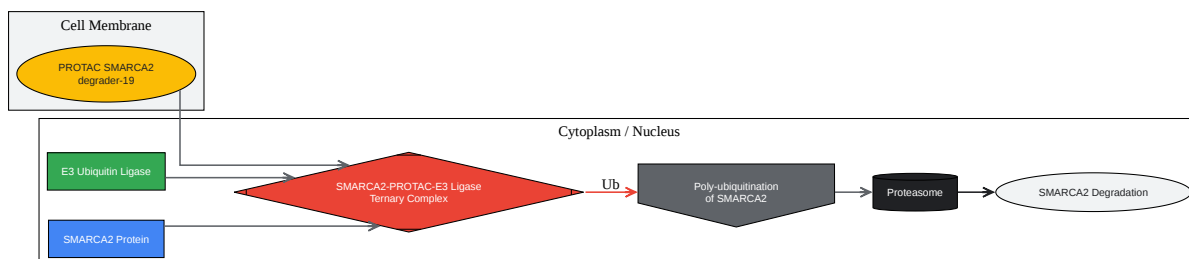 Cell Membrane
PROTAC SMARCA2
degrader-19
Cytoplasm / Nucleus
E3 Ubiquitin Ligase
SMARCA2-PROTAC-E3 Ligase
Ternary Complex
Ub
Poly-ubiquitination
of SMARCA2
Proteasome
SMARCA2 Degradation
SMARCA2 Protein